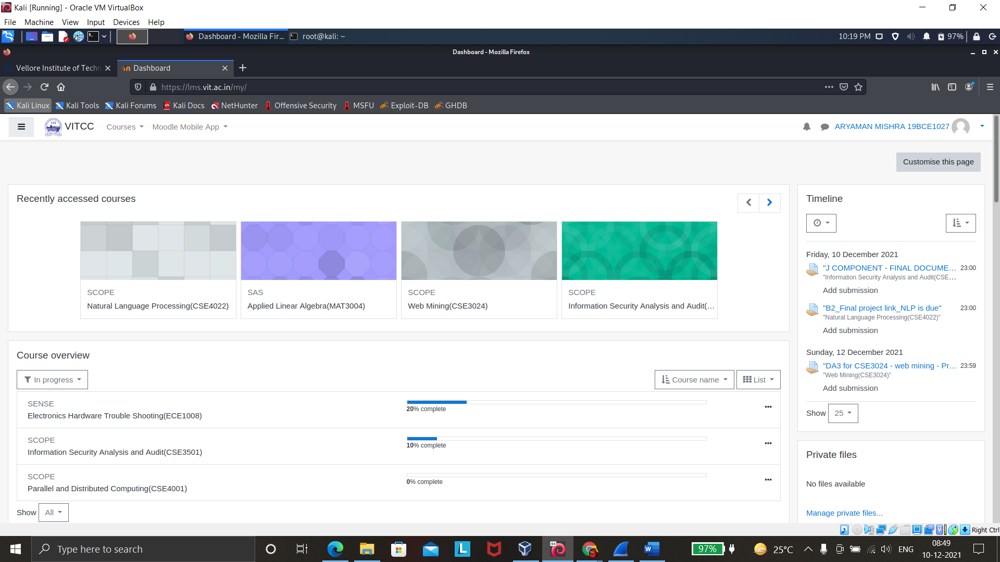 Kali [Running] - Oracle VM VirtualBox
File Machine View Input Devices Help
Dashboard - Mozilla Fir... root@kali: ~ 10:19 PM 97%
Dashboard - Mozilla Firefox
Vellore Institute of Techn Dashboard
https://lms.vit.ac.in/my/
Kali Linux Kali Tools Kali Forums Kali Docs NetHunter Offensive Security MSFU Exploit-DB GHDB
VITCC Courses Moodle Mobile App ARYAMAN MISHRA 19BCE1027
Customise this page
Recently accessed courses
SCOPE
Natural Language Processing(CSE4022)
SAS
Applied Linear Algebra(MAT3004)
SCOPE
Web Mining(CSE3024)
SCOPE
Information Security Analysis and Audit(...
Course overview
In progress Course name List
SENSE
Electronics Hardware Trouble Shooting(ECE1008)
20% complete
SCOPE
Information Security Analysis and Audit(CSE3501)
10% complete
SCOPE
Parallel and Distributed Computing(CSE4001)
0% complete
Show All
Timeline
Friday, 10 December 2021
"J COMPONENT - FINAL DOCUME... 23:00
"Information Security Analysis and Audit(CSE...
Add submission
"B2_Final project link_NLP is due" 23:00
"Natural Language Processing(CSE4022)"
Add submission
Sunday, 12 December 2021
"DA3 for CSE3024 - web mining - Pr... 23:59
"Web Mining(CSE3024)"
Add submission
Show 25
Private files
No files available
Manage private files...
Right Ctrl
Type here to search 97% 25°C ENG 08:49
10-12-2021